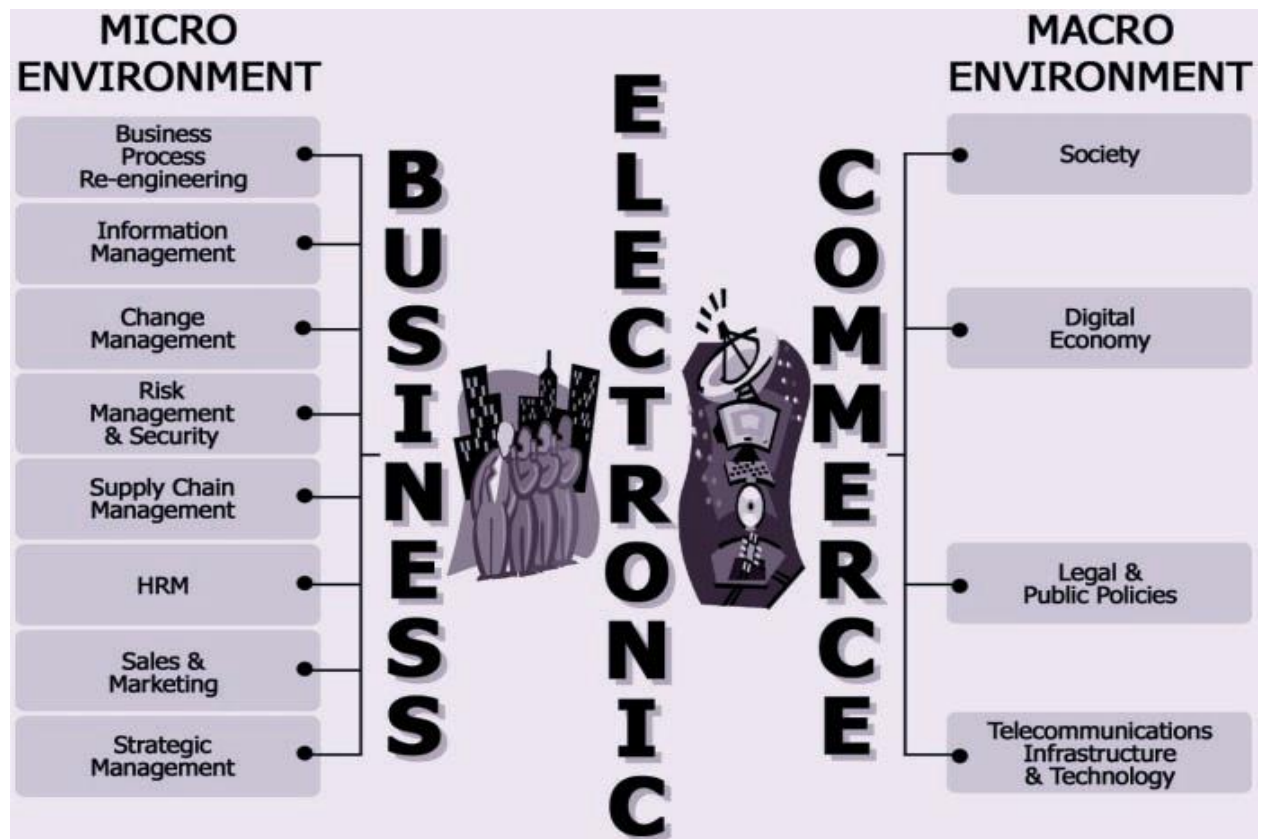 MICRO
ENVIRONMENT
Business
Process
Re-engineering
Information
Management
Change
Management
Risk
Management
& Security
Supply Chain
Management
HRM
Sales &
Marketing
Strategic
Management
BUSINESS
ELECTRONIC
COMMERCE
MACRO
ENVIRONMENT
Society
Digital
Economy
Legal &
Public Policies
Telecommunications
Infrastructure
& Technology